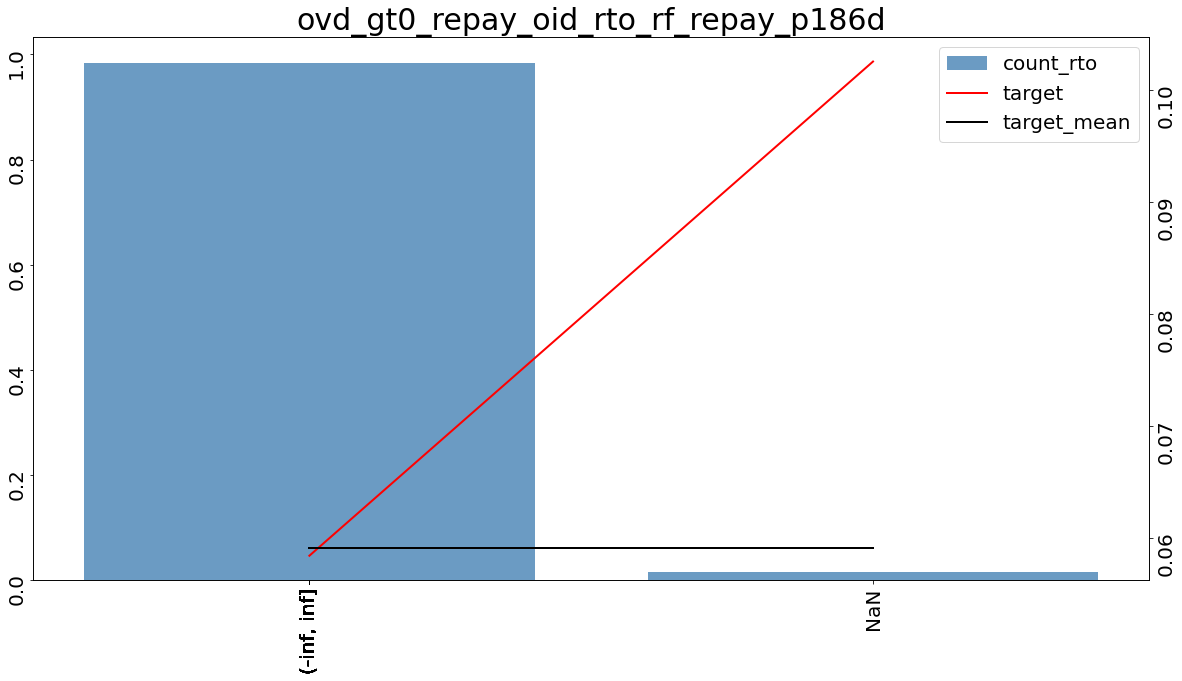 ovd_gt0_repay_oid_rto_rf_repay_p186d
count_rto
target
target_mean
1.0
0.8
0.6
0.4
0.2
0.0
0.10
0.09
0.08
0.07
0.06
(-inf, inf]
NaN